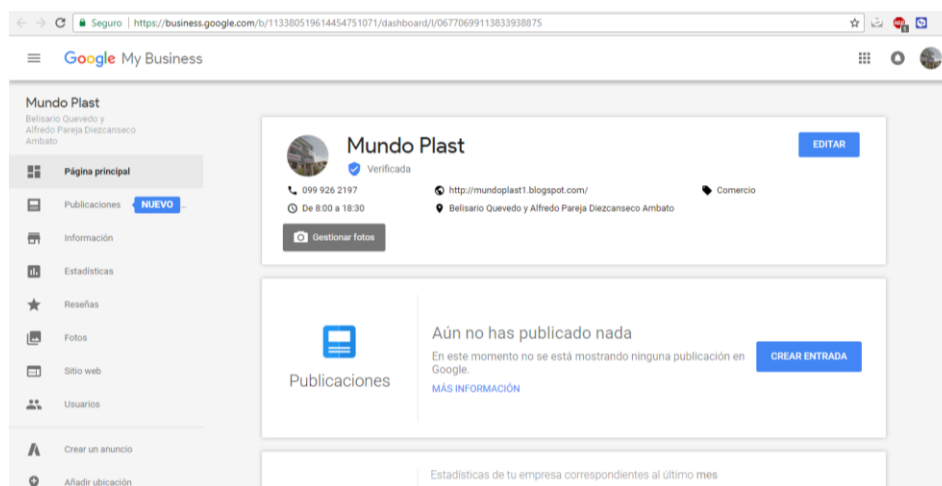 Seguro | https://business.google.com/b/113380519614454751071/dashboard/l/06770699113833938875
Google My Business
Mundo Plast
Belisario Quevedo y
Alfredo Pareja Diezcanseco
Ambato
Página principal
Publicaciones NUEVO ...
Información
Estadísticas
Reseñas
Fotos
Sitio web
Usuarios
Crear un anuncio
Añadir ubicación
Mundo Plast
Verificada
EDITAR
099 926 2197 http://mundoplast1.blogspot.com/ Comercio
De 8:00 a 18:30 Belisario Quevedo y Alfredo Pareja Diezcanseco Ambato
Gestionar fotos
Publicaciones
Aún no has publicado nada
En este momento no se está mostrando ninguna publicación en
Google.
MÁS INFORMACIÓN
CREAR ENTRADA
Estadísticas de tu empresa correspondientes al último mes